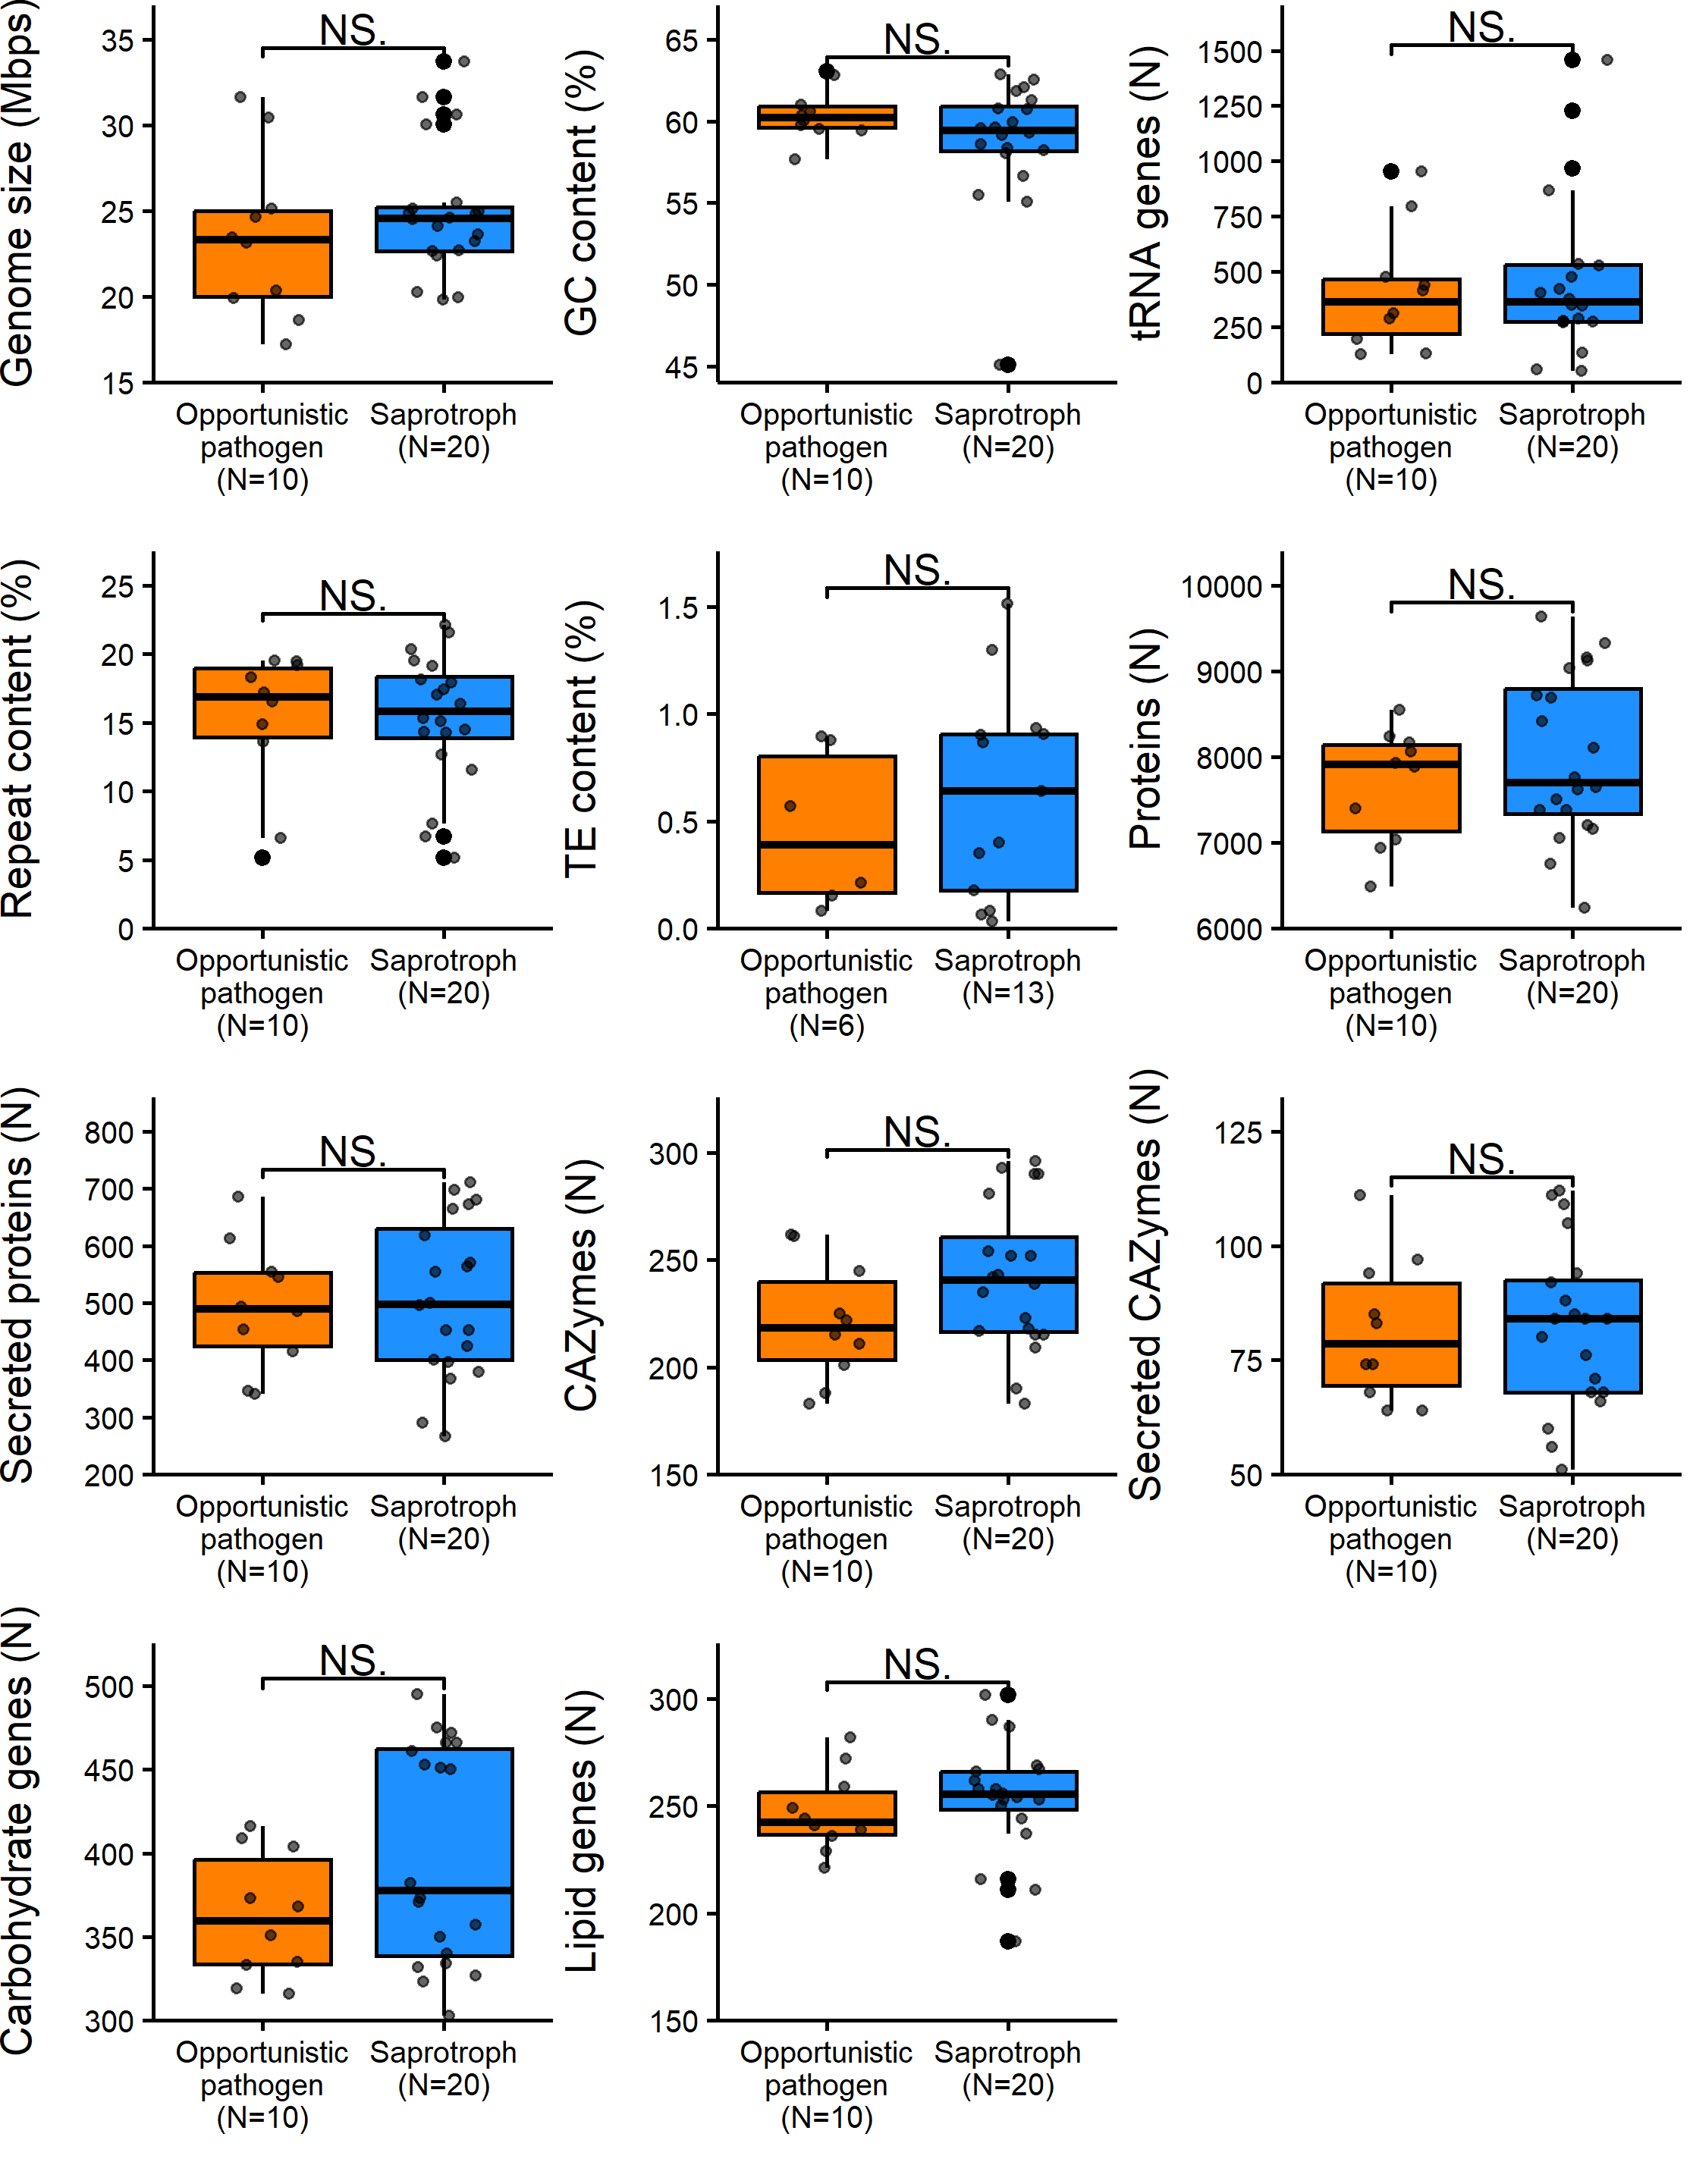 Genome size (Mbps)
35
30
25
20
15
NS.
Opportunistic
pathogen
(N=10)
Saprotroph
(N=20)
GC content (%)
65
60
55
50
45
NS.
Opportunistic
pathogen
(N=10)
Saprotroph
(N=20)
tRNA genes (N)
1500
1250
1000
750
500
250
0
NS.
Opportunistic
pathogen
(N=10)
Saprotroph
(N=20)
Repeat content (%)
25
20
15
10
5
0
NS.
Opportunistic
pathogen
(N=10)
Saprotroph
(N=20)
TE content (%)
1.5
1.0
0.5
0.0
NS.
Opportunistic
pathogen
(N=6)
Saprotroph
(N=13)
Proteins (N)
10000
9000
8000
7000
6000
NS.
Opportunistic
pathogen
(N=10)
Saprotroph
(N=20)
Secreted proteins (N)
800
700
600
500
400
300
200
NS.
Opportunistic
pathogen
(N=10)
Saprotroph
(N=20)
CAZymes (N)
300
250
200
150
NS.
Opportunistic
pathogen
(N=10)
Saprotroph
(N=20)
Secreted CAZymes (N)
125
100
75
50
NS.
Opportunistic
pathogen
(N=10)
Saprotroph
(N=20)
Carbohydrate genes (N)
500
450
400
350
300
NS.
Opportunistic
pathogen
(N=10)
Saprotroph
(N=20)
Lipid genes (N)
300
250
200
150
NS.
Opportunistic
pathogen
(N=10)
Saprotroph
(N=20)